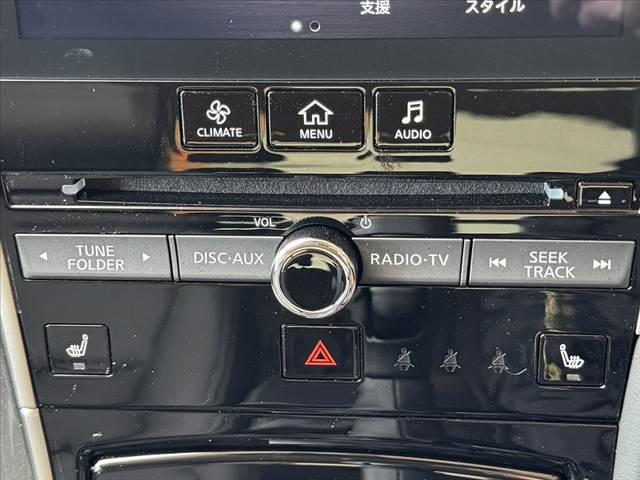 支援
スタイル
CLIMATE
MENU
AUDIO
VOL
TUNE
FOLDER
DISC·AUX
RADIO·TV
SEEK
TRACK